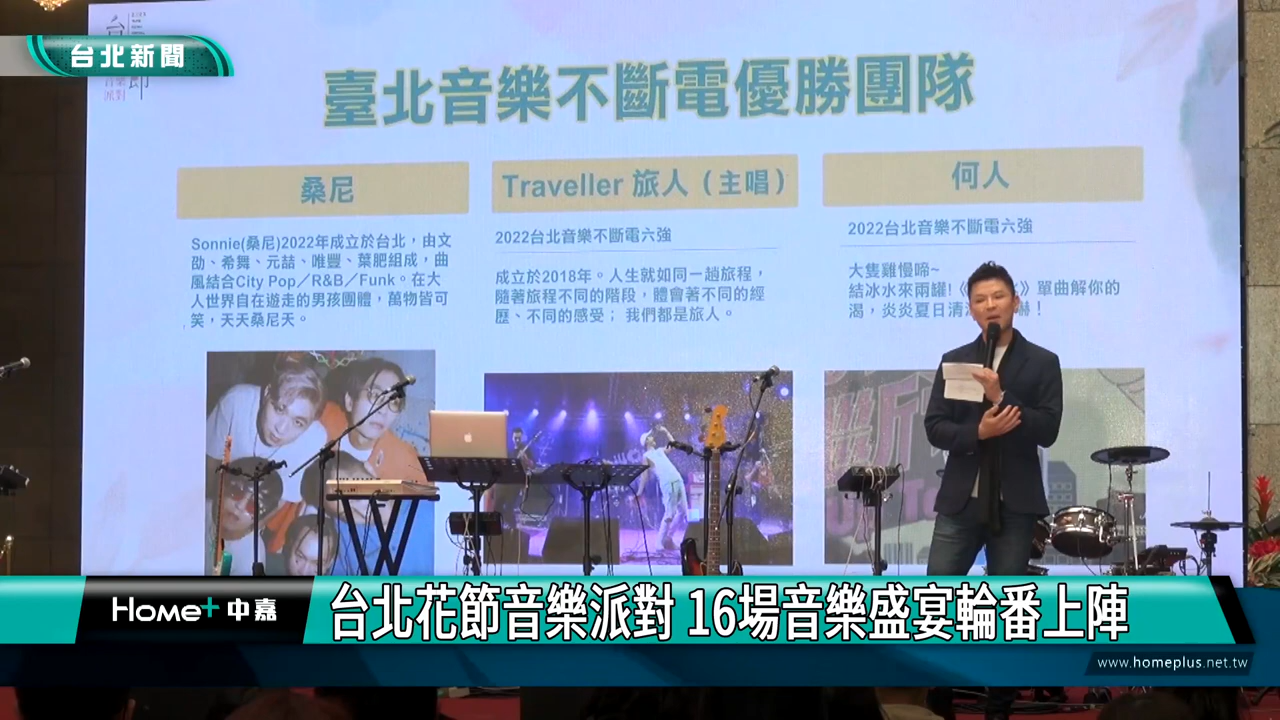 台北新聞
派對
臺北音樂不斷電優勝團隊
桑尼
Sonnie(桑尼)2022年成立於台北，由文
劭、希舞、元喆、唯豐、葉肥組成，曲
風結合City Pop／R&B／Funk。在大
人世界自在遊走的男孩團體，萬物皆可
笑，天天桑尼天。
Traveller 旅人（主唱）
2022台北音樂不斷電六強
成立於2018年。人生就如同一趟旅程，
隨著旅程不同的階段，體會著不同的經
歷、不同的感受； 我們都是旅人。
何人
2022台北音樂不斷電六強
大隻雞慢啼~
結冰水來兩罐!《 》單曲解你的
渴，炎炎夏日清 ！
Home+ 中嘉
台北花節音樂派對 16場音樂盛宴輪番上陣
www.homeplus.net.tw